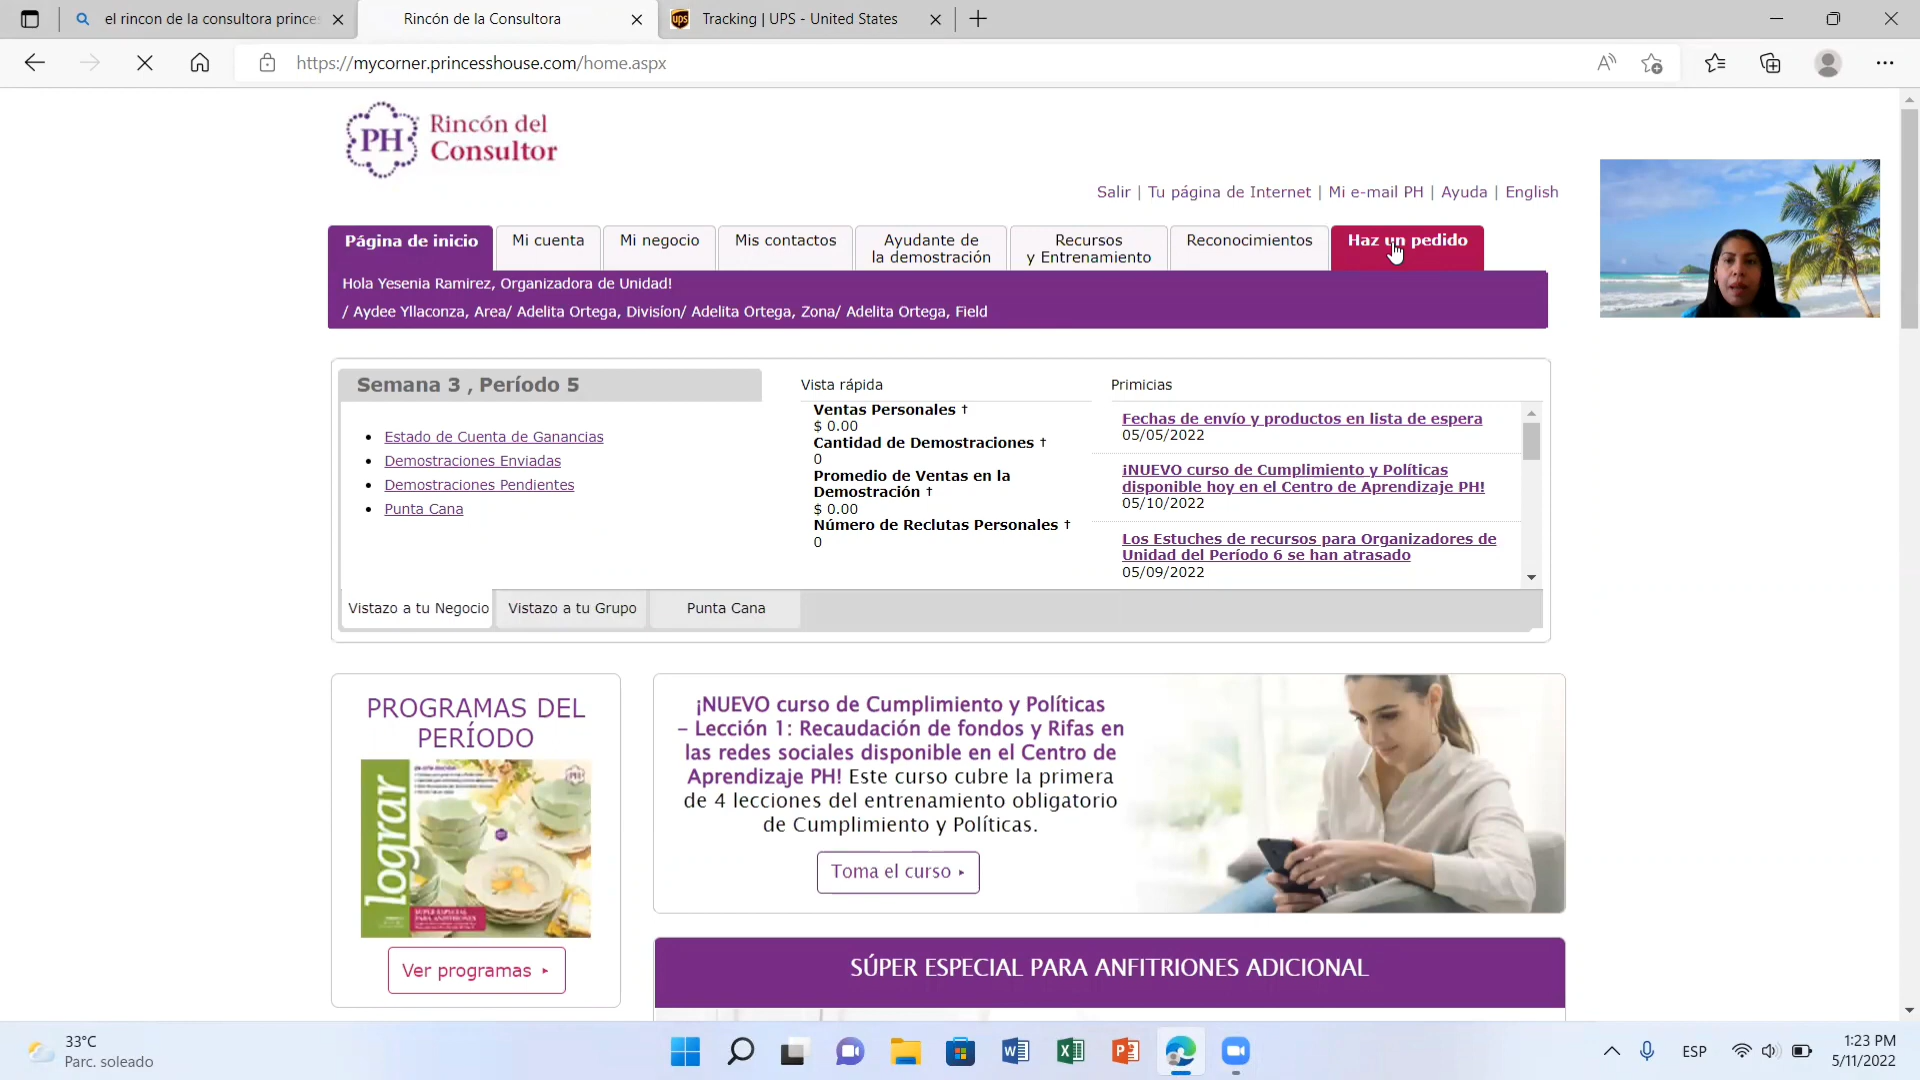 el rincon de la consultora prince
Rincón de la Consultora
Tracking | UPS - United States
https://mycorner.princesshouse.com/home.aspx
PH
Rincón del
Consultor
Salir | Tu página de Internet | Mi e-mail PH | Ayuda | English
Página de inicio
Mi cuenta
Mi negocio
Mis contactos
Ayudante de
la demostración
Recursos
y Entrenamiento
Reconocimientos
Haz un pedido
Hola Yesenia Ramirez, Organizadora de Unidad!
/ Aydee Yllaconza, Area/ Adelita Ortega, Divisíon/ Adelita Ortega, Zona/ Adelita Ortega, Field
Semana 3 , Período 5
Estado de Cuenta de Ganancias
Demostraciones Enviadas
Demostraciones Pendientes
Punta Cana
Vista rápida
Ventas Personales †
$ 0.00
Cantidad de Demostraciones †
0
Promedio de Ventas en la
Demostración †
$ 0.00
Número de Reclutas Personales †
0
Primicias
Fechas de envío y productos en lista de espera
05/05/2022
¡NUEVO curso de Cumplimiento y Políticas
disponible hoy en el Centro de Aprendizaje PH!
05/10/2022
Los Estuches de recursos para Organizadores de
Unidad del Período 6 se han atrasado
05/09/2022
Vistazo a tu Negocio
Vistazo a tu Grupo
Punta Cana
PROGRAMAS DEL
PERÍODO
lograr
Ver programas
¡NUEVO curso de Cumplimiento y Políticas
– Lección 1: Recaudación de fondos y Rifas en
las redes sociales disponible en el Centro de
Aprendizaje PH! Este curso cubre la primera
de 4 lecciones del entrenamiento obligatorio
de Cumplimiento y Políticas.
Toma el curso
SÚPER ESPECIAL PARA ANFITRIONES ADICIONAL
33°C
Parc. soleado
ESP
1:23 PM
5/11/2022